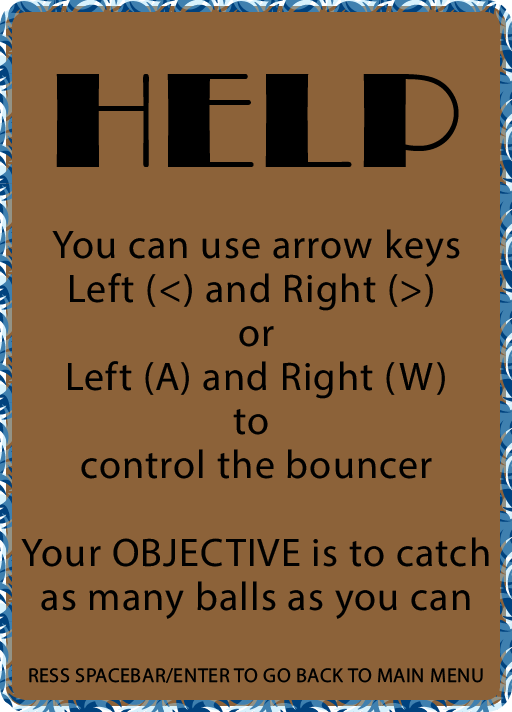 HELP
You can use arrow keys
Left (<) and Right (>)
or
Left (A) and Right (W)
to
control the bouncer
Your OBJECTIVE is to catch
as many balls as you can
RESS SPACEBAR/ENTER TO GO BACK TO MAIN MENU